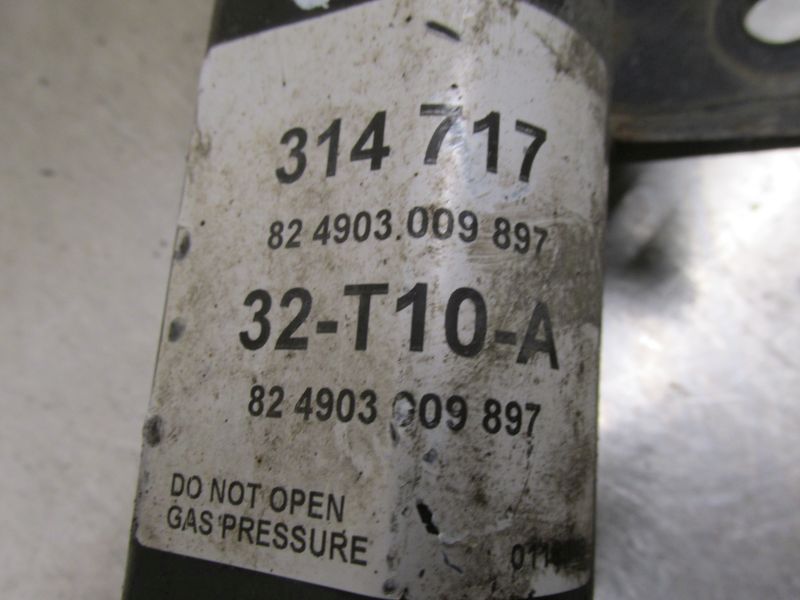 314 717
82 4903.009 897
32-T10-A
82 4903 009 897
DO NOT OPEN
GAS PRESSURE